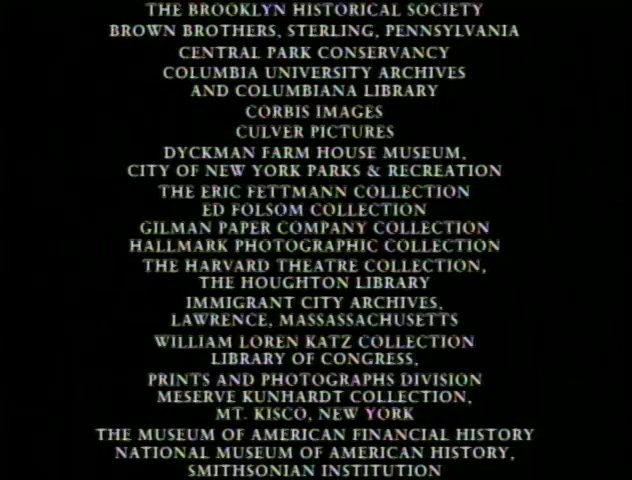 THE BROOKLYN HISTORICAL SOCIETY
BROWN BROTHERS, STERLING, PENNSYLVANIA
CENTRAL PARK CONSERVANCY
COLUMBIA UNIVERSITY ARCHIVES
AND COLUMBIANA LIBRARY
CORBIS IMAGES
CULVER PICTURES
DYCKMAN FARM HOUSE MUSEUM,
CITY OF NEW YORK PARKS & RECREATION
THE ERIC FETTMANN COLLECTION
ED FOLSOM COLLECTION
GILMAN PAPER COMPANY COLLECTION
HALLMARK PHOTOGRAPHIC COLLECTION
THE HARVARD THEATRE COLLECTION,
THE HOUGHTON LIBRARY
IMMIGRANT CITY ARCHIVES,
LAWRENCE, MASSASSACHUSETTS
WILLIAM LOREN KATZ COLLECTION
LIBRARY OF CONGRESS,
PRINTS AND PHOTOGRAPHS DIVISION
MESERVE KUNHARDT COLLECTION,
MT. KISCO, NEW YORK
THE MUSEUM OF AMERICAN FINANCIAL HISTORY
NATIONAL MUSEUM OF AMERICAN HISTORY,
SMITHSONIAN INSTITUTION